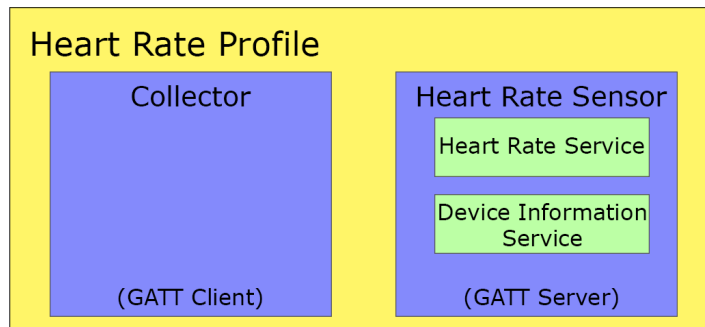 Heart Rate Profile
Collector
(GATT Client)
Heart Rate Sensor
Heart Rate Service
Device Information
Service
(GATT Server)